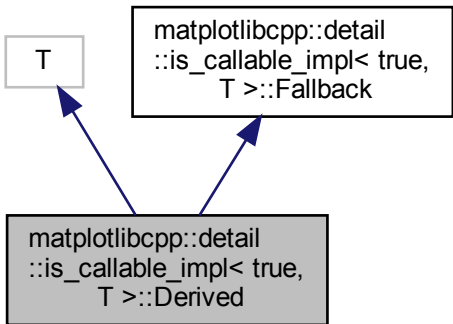 T
matplotlibcpp::detail
::is_callable_impl< true,
T >::Fallback
matplotlibcpp::detail
::is_callable_impl< true,
T >::Derived